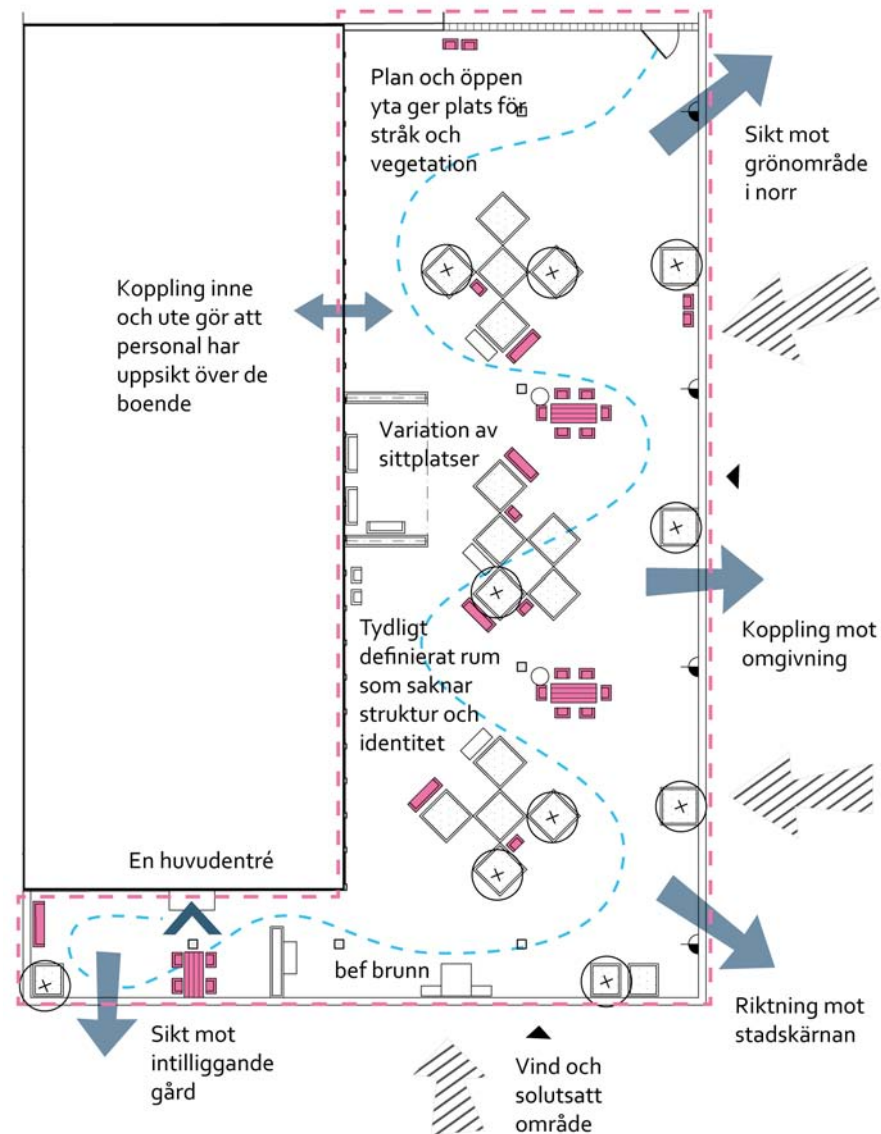 Plan och öppen
yta ger plats för
stråk och
vegetation
Sikt mot
grönområde
i norr
Koppling inne
och ute gör att
personal har
uppsikt över de
boende
Variation av
sittplatser
Koppling mot
omgivning
Tydligt
definierat rum
som saknar
struktur och
identitet
En huvudentré
bef brunn
Riktning mot
stadskärnan
Sikt mot
intilliggande
gård
Vind och
solutsatt
område